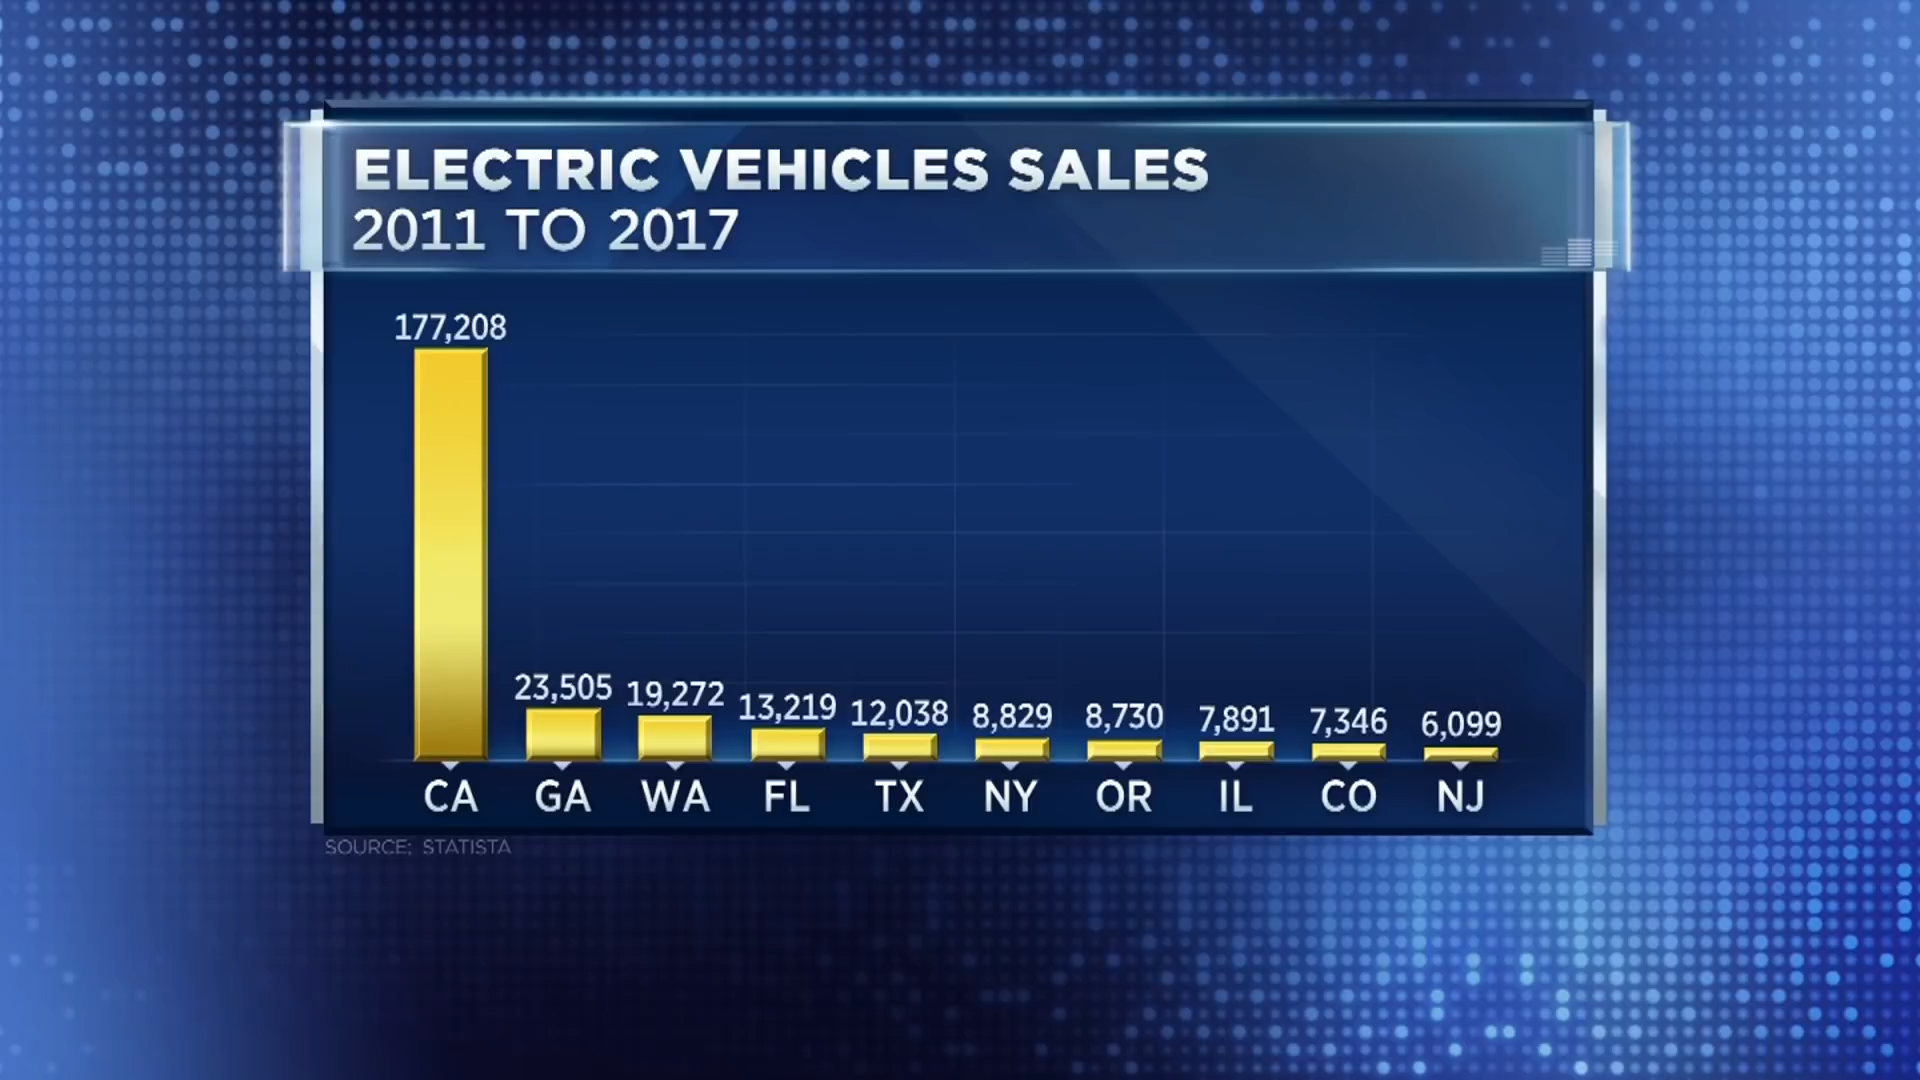 ELECTRIC VEHICLES SALES
2011 TO 2017
177,208
23,505 19,272 13,219 12,038 8,829 8,730 7,891 7,346 6,099
CA GA WA FL TX NY OR IL CO NJ
SOURCE: STATISTA